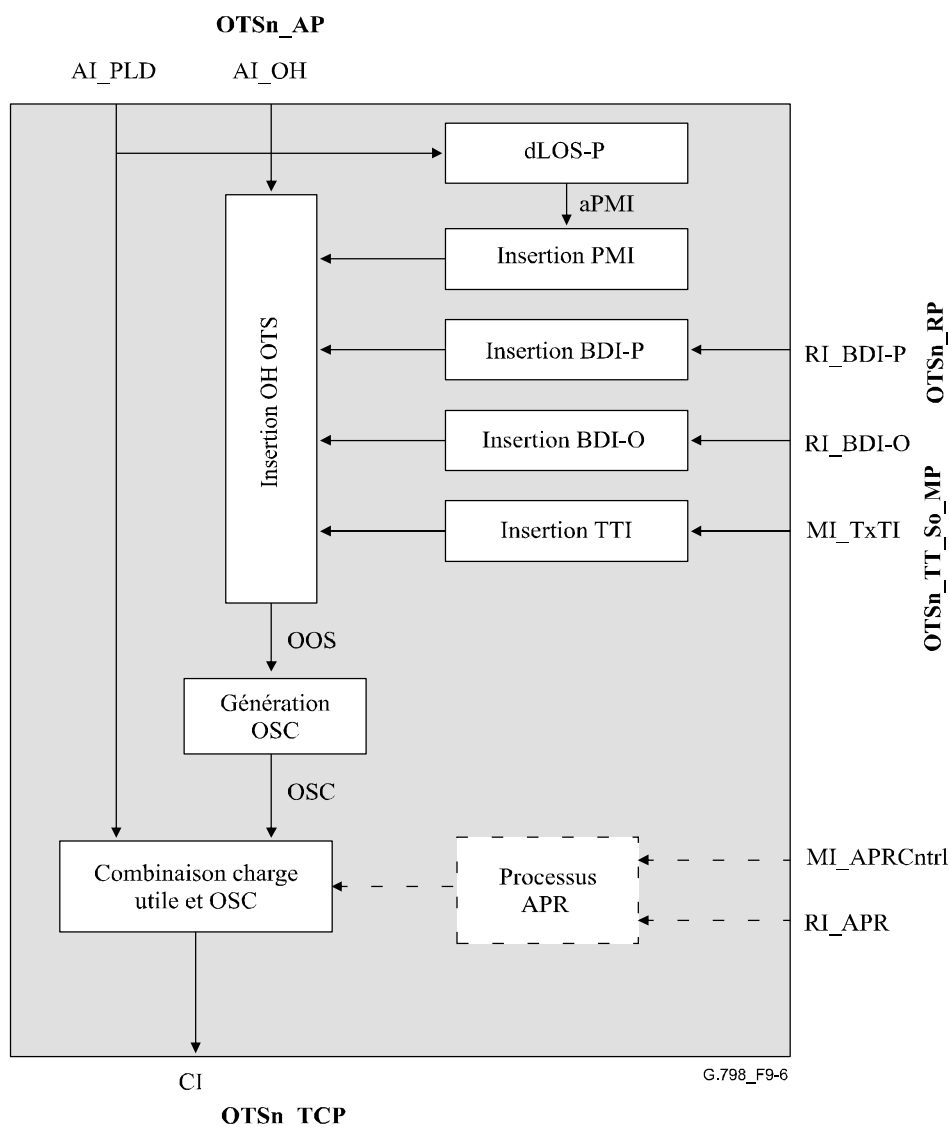 OTSn_AP
AI_PLD
AI_OH
dLOS-P
aPMI
Insertion PMI
Insertion OH OTS
Insertion BDI-P
RI_BDI-P
OTSn_RP
Insertion BDI-O
RI_BDI-O
Insertion TTI
MI_TxTI
OTSn_TT_So_MP
OOS
Génération
OSC
OSC
Combinaison charge
utile et OSC
Processus
APR
MI_APRCntrl
RI_APR
CI
G.798_F9-6
OTSn_TCP